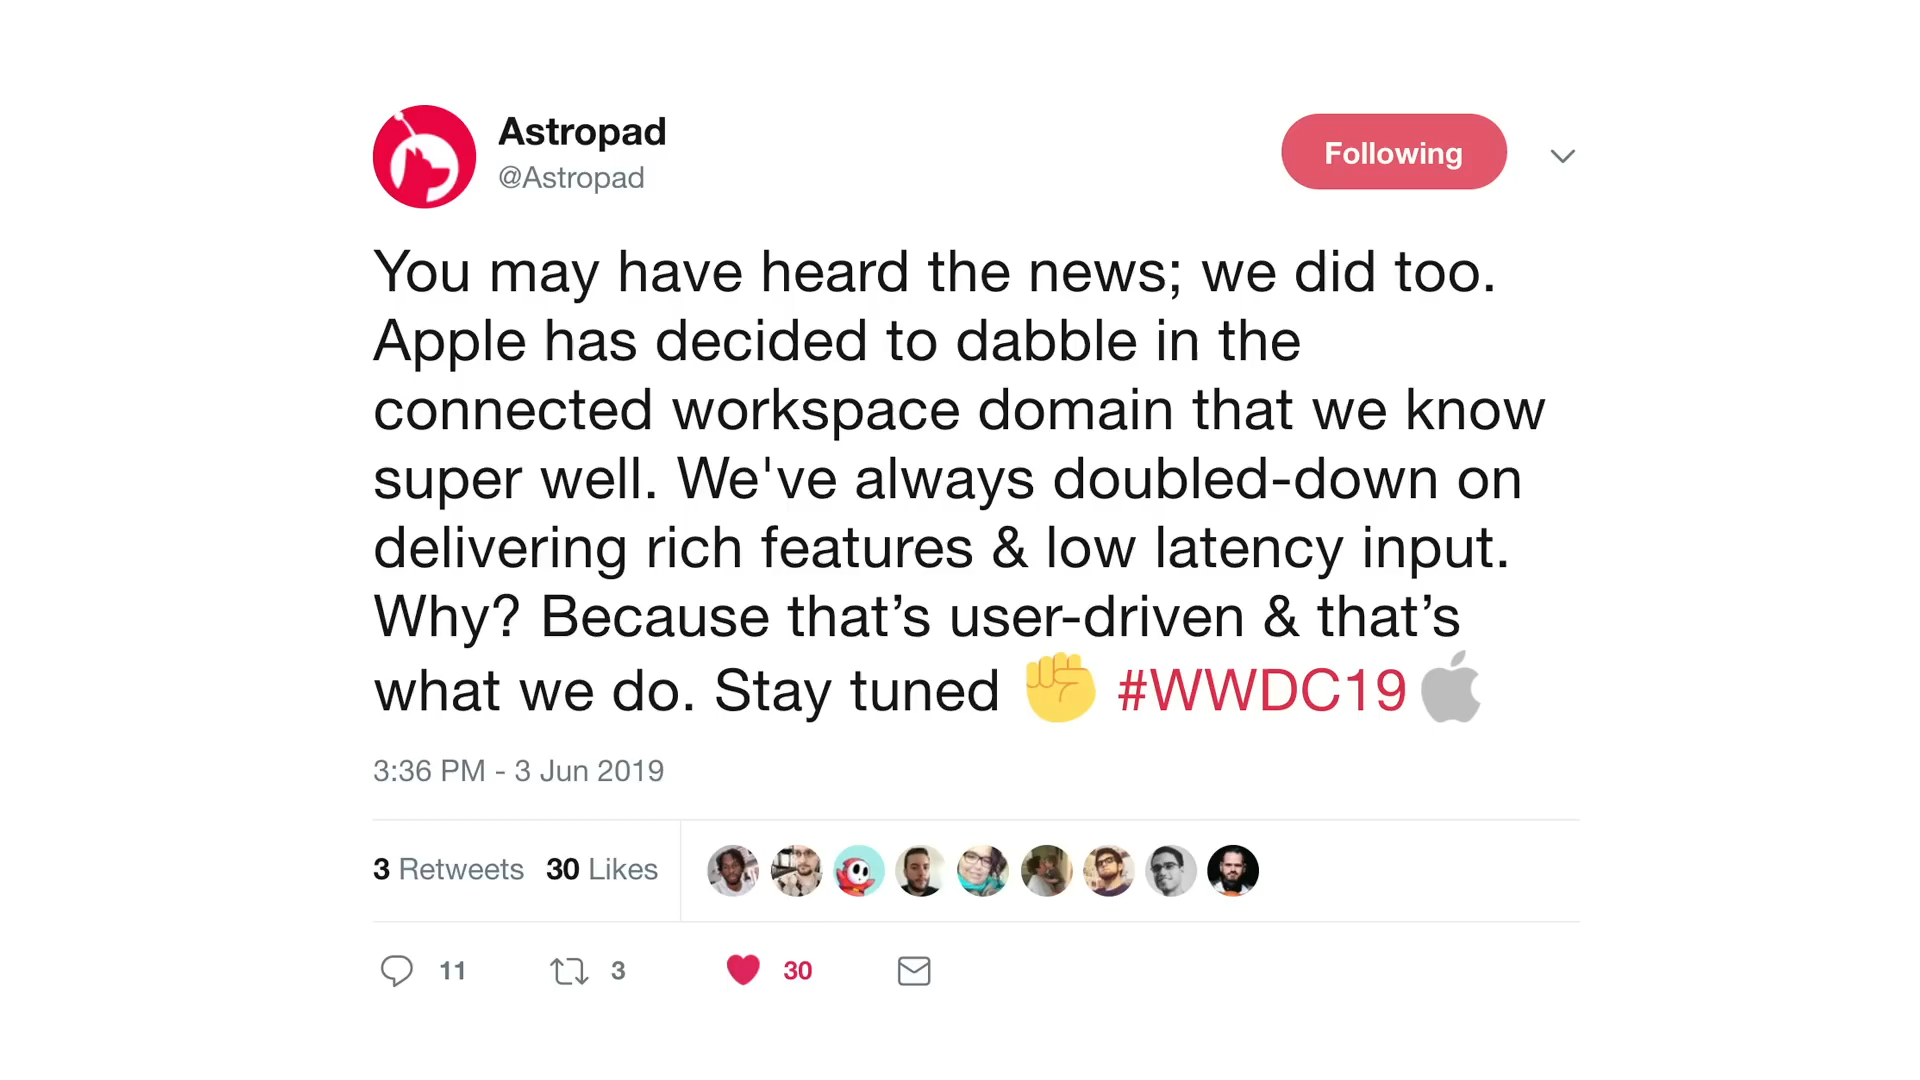 Astropad
@Astropad
Following
You may have heard the news; we did too.
Apple has decided to dabble in the
connected workspace domain that we know
super well. We've always doubled-down on
delivering rich features & low latency input.
Why? Because that’s user-driven & that’s
what we do. Stay tuned ✊ #WWDC19
3:36 PM - 3 Jun 2019
3 Retweets 30 Likes
11 3 30